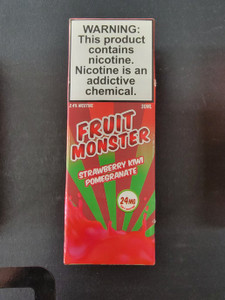 WARNING:
This product
contains
nicotine.
Nicotine is an
addictive
chemical.
FRUIT
MONSTER
STRAWBERRY KIWI
POMEGRANATE
24MG